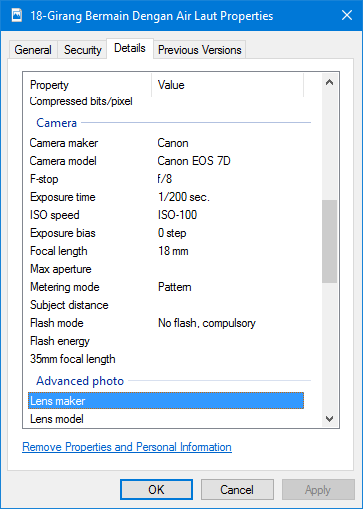 18-Girang Bermain Dengan Air Laut Properties
General Security Details Previous Versions
Property Value
Compressed bits/pixel
Camera
Camera maker Canon
Camera model Canon EOS 7D
F-stop f/8
Exposure time 1/200 sec.
ISO speed ISO-100
Exposure bias 0 step
Focal length 18 mm
Max aperture
Metering mode Pattern
Subject distance
Flash mode No flash, compulsory
Flash energy
35mm focal length
Advanced photo
Lens maker
Lens model
Remove Properties and Personal Information
OK Cancel Apply